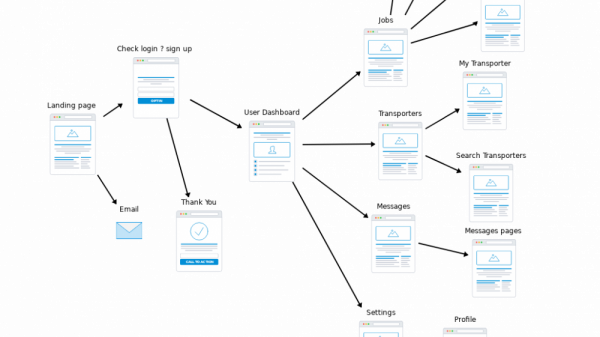 Jobs
Check login ? sign up
My Transporter
Landing page
User Dashboard
Transporters
Search Transporters
Email
Thank You
Messages
CALL TO ACTION
Messages pages
Settings
Profile